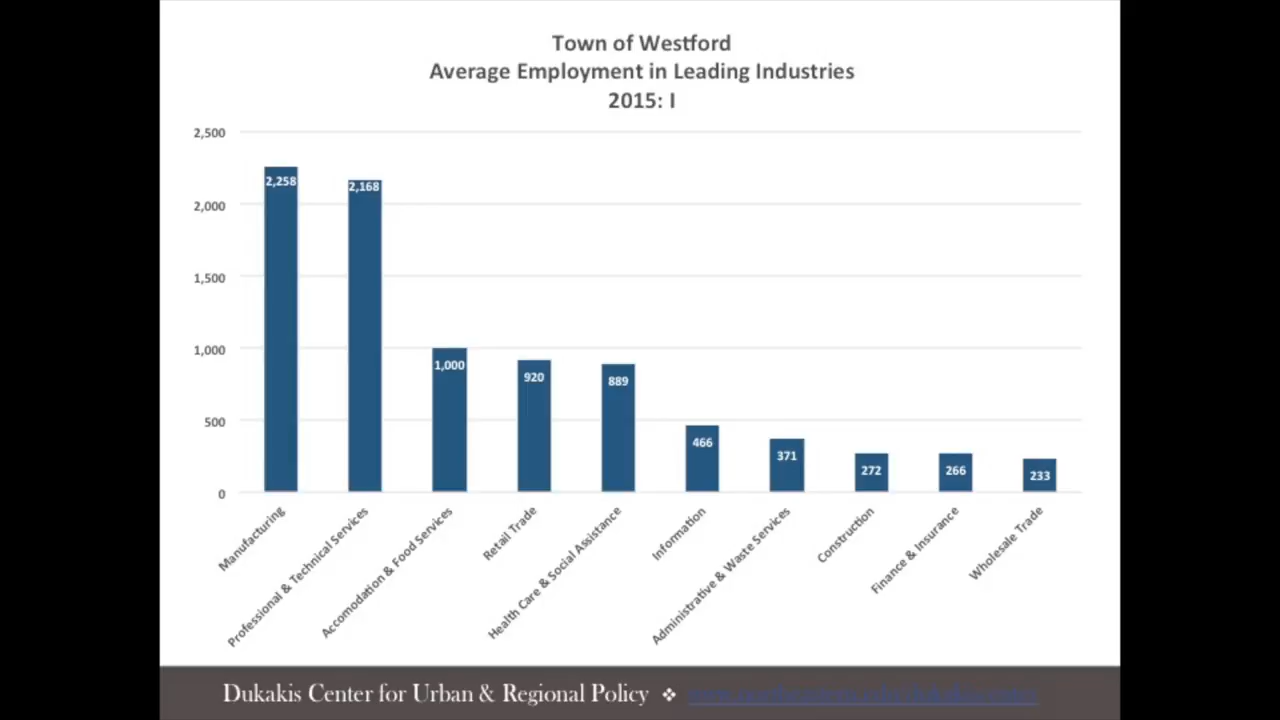 Town of Westford
Average Employment in Leading Industries
2015: I
2,500
2,000
1,500
1,000
500
0
2,258
2,168
1,000
920
889
466
371
272
266
233
Manufacturing
Professional & Technical Services
Accomodation & Food Services
Retail Trade
Health Care & Social Assistance
Information
Administrative & Waste Services
Construction
Finance & Insurance
Wholesale Trade
Dukakis Center for Urban & Regional Policy ❖